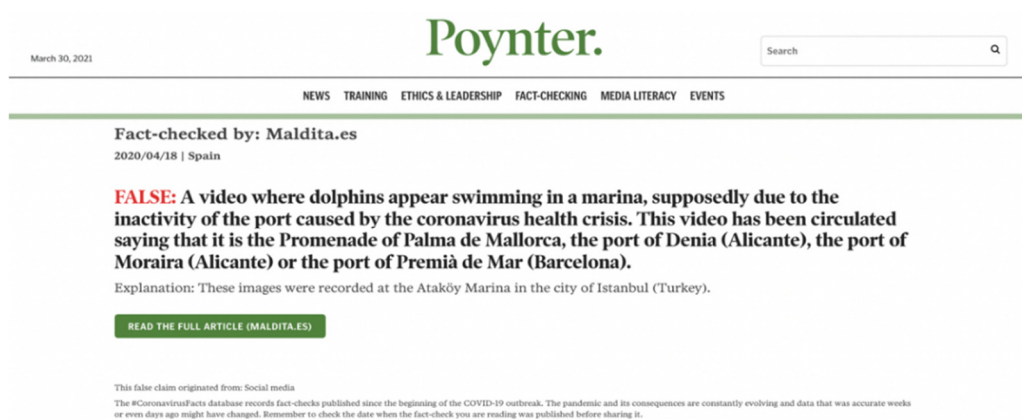 Poynter.
March 30, 2021
Search
NEWS TRAINING ETHICS & LEADERSHIP FACT-CHECKING MEDIA LITERACY EVENTS
Fact-checked by: Maldita.es
2020/04/18 | Spain
FALSE: A video where dolphins appear swimming in a marina, supposedly due to the
inactivity of the port caused by the coronavirus health crisis. This video has been circulated
saying that it is the Promenade of Palma de Mallorca, the port of Denia (Alicante), the port of
Moraira (Alicante) or the port of Premià de Mar (Barcelona).
Explanation: These images were recorded at the Ataköy Marina in the city of Istanbul (Turkey).
READ THE FULL ARTICLE (MALDITA.ES)
This false claim originated from: Social media
The #CoronavirusFacts database records fact-checks published since the beginning of the COVID-19 outbreak. The pandemic and its consequences are constantly evolving and data that was accurate weeks
or even days ago might have changed. Remember to check the date when the fact-check you are reading was published before sharing it.